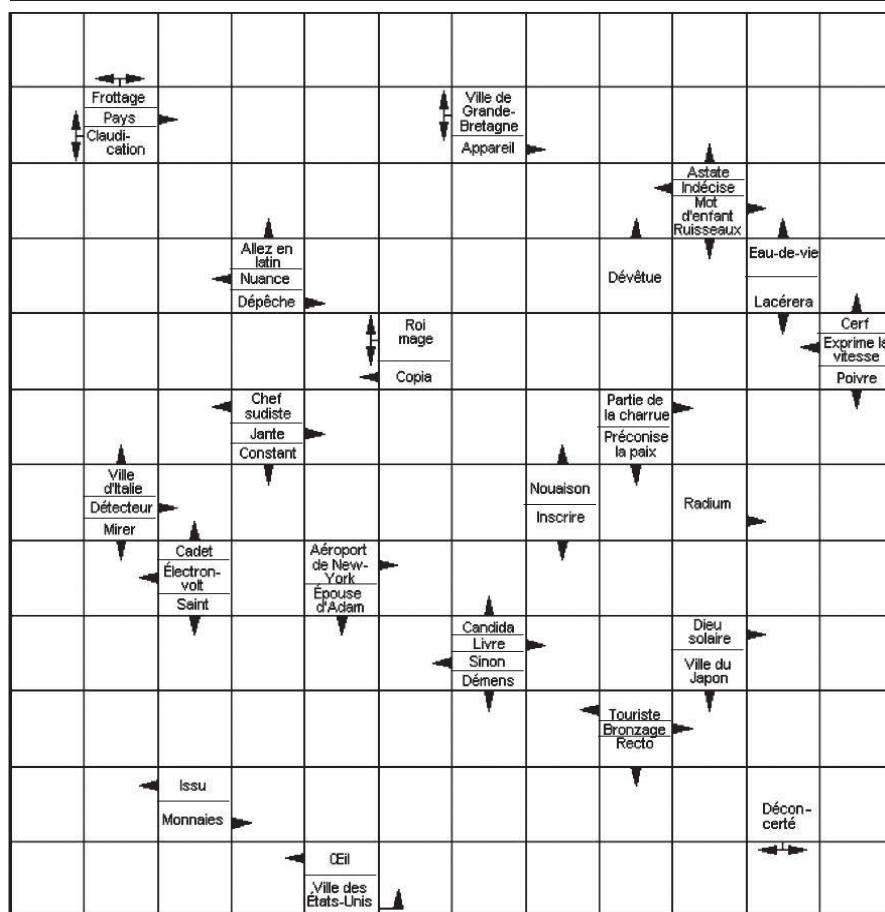 Frottage
Pays
Claudi-
cation
Ville de
Grande-
Bretagne
Appareil
Astate
Indécise
Mot
d'enfant
Ruisseaux
Allez en
latin
Nuance
Dépêche
Dévêtue
Eau-de-vie
Lacérera
Roi
mage
Copia
Cerf
Exprime la
vitesse
Poivre
Chef
sudiste
Jante
Constant
Partie de
la charrue
Préconise
la paix
Ville
d'Italie
Détecteur
Mirer
Nouaison
Inscrire
Radium
Cadet
Électron-
volt
Saint
Aéroport
de New-
York
Épouse
d'Adam
Candida
Livre
Sinon
Démens
Dieu
solaire
Ville du
Japon
Touriste
Bronzage
Recto
Issu
Monnaies
Décon-
certé
Œil
Ville des
États-Unis